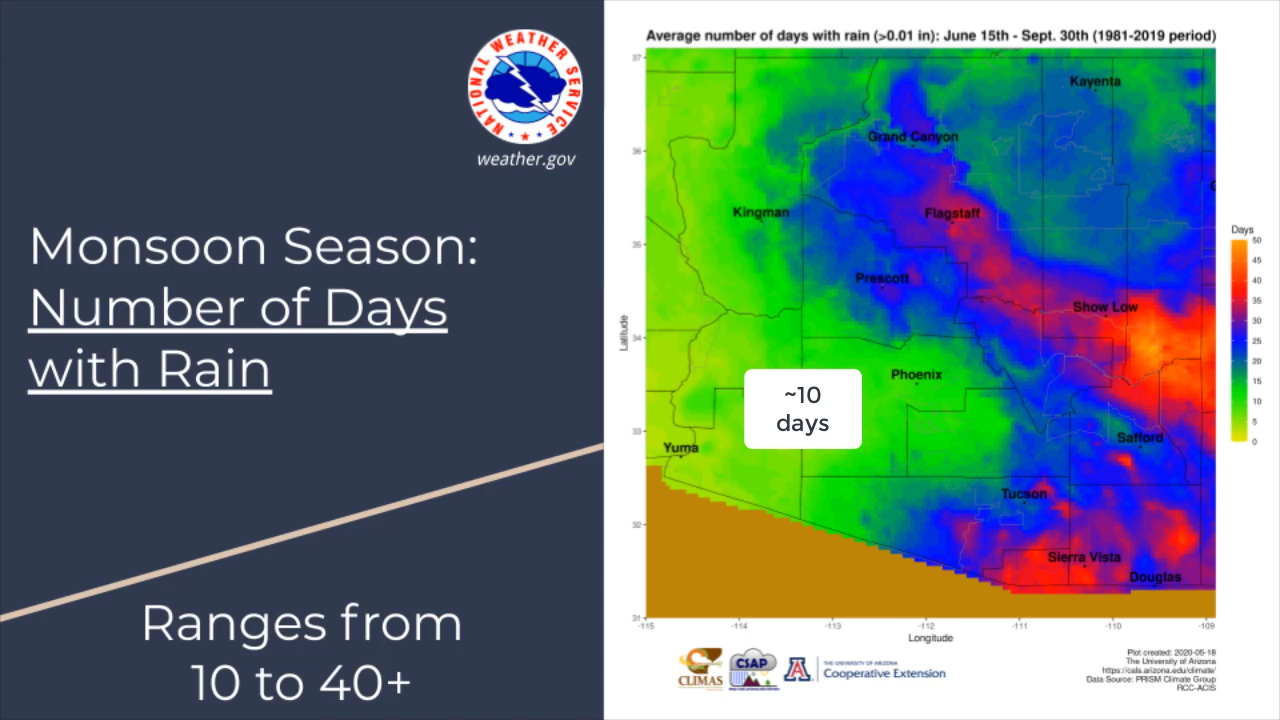 NATIONAL WEATHER SERVICE
weather.gov
Monsoon Season:
Number of Days
with Rain
Ranges from
10 to 40+
Average number of days with rain (>0.01 in): June 15th - Sept. 30th (1981-2019 period)
37
36
35
34
33
32
31
Latitude
-115
-114
-113
-112
-111
-110
-109
Longitude
Kayenta
Grand Canyon
Kingman
Flagstaff
Prescott
Show Low
Phoenix
~10
days
Yuma
Safford
Tucson
Sierra Vista
Douglas
Days
50
45
40
35
30
25
20
15
10
5
0
CLIMAS
CSAP
A
THE UNIVERSITY OF ARIZONA
Cooperative Extension
Plot created: 2020-05-18
The University of Arizona
https://cals.arizona.edu/climate/
Data Source: PRISM Climate Group
RCC-ACIS